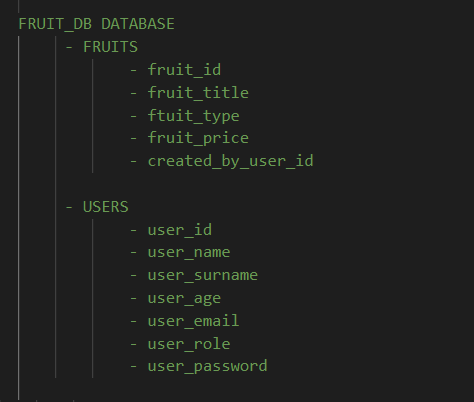 FRUIT_DB DATABASE
- FRUITS
- fruit_id
- fruit_title
- ftuit_type
- fruit_price
- created_by_user_id
- USERS
- user_id
- user_name
- user_surname
- user_age
- user_email
- user_role
- user_password